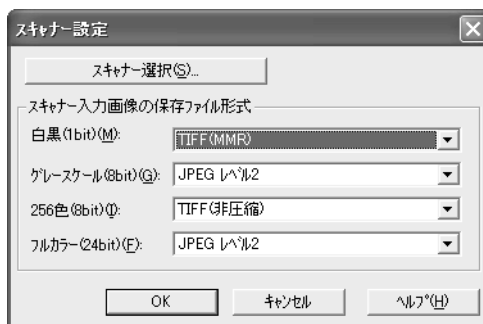 スキャナー設定
スキャナー選択(S)...
スキャナー入力画像の保存ファイル形式
白黒(1bit)(M):
TIFF(MMR)
グレースケール(8bit)(G):
JPEG レベル2
256色(8bit)(I):
TIFF(非圧縮)
フルカラー(24bit)(F):
JPEG レベル2
OK
キャンセル
ヘルプ(H)